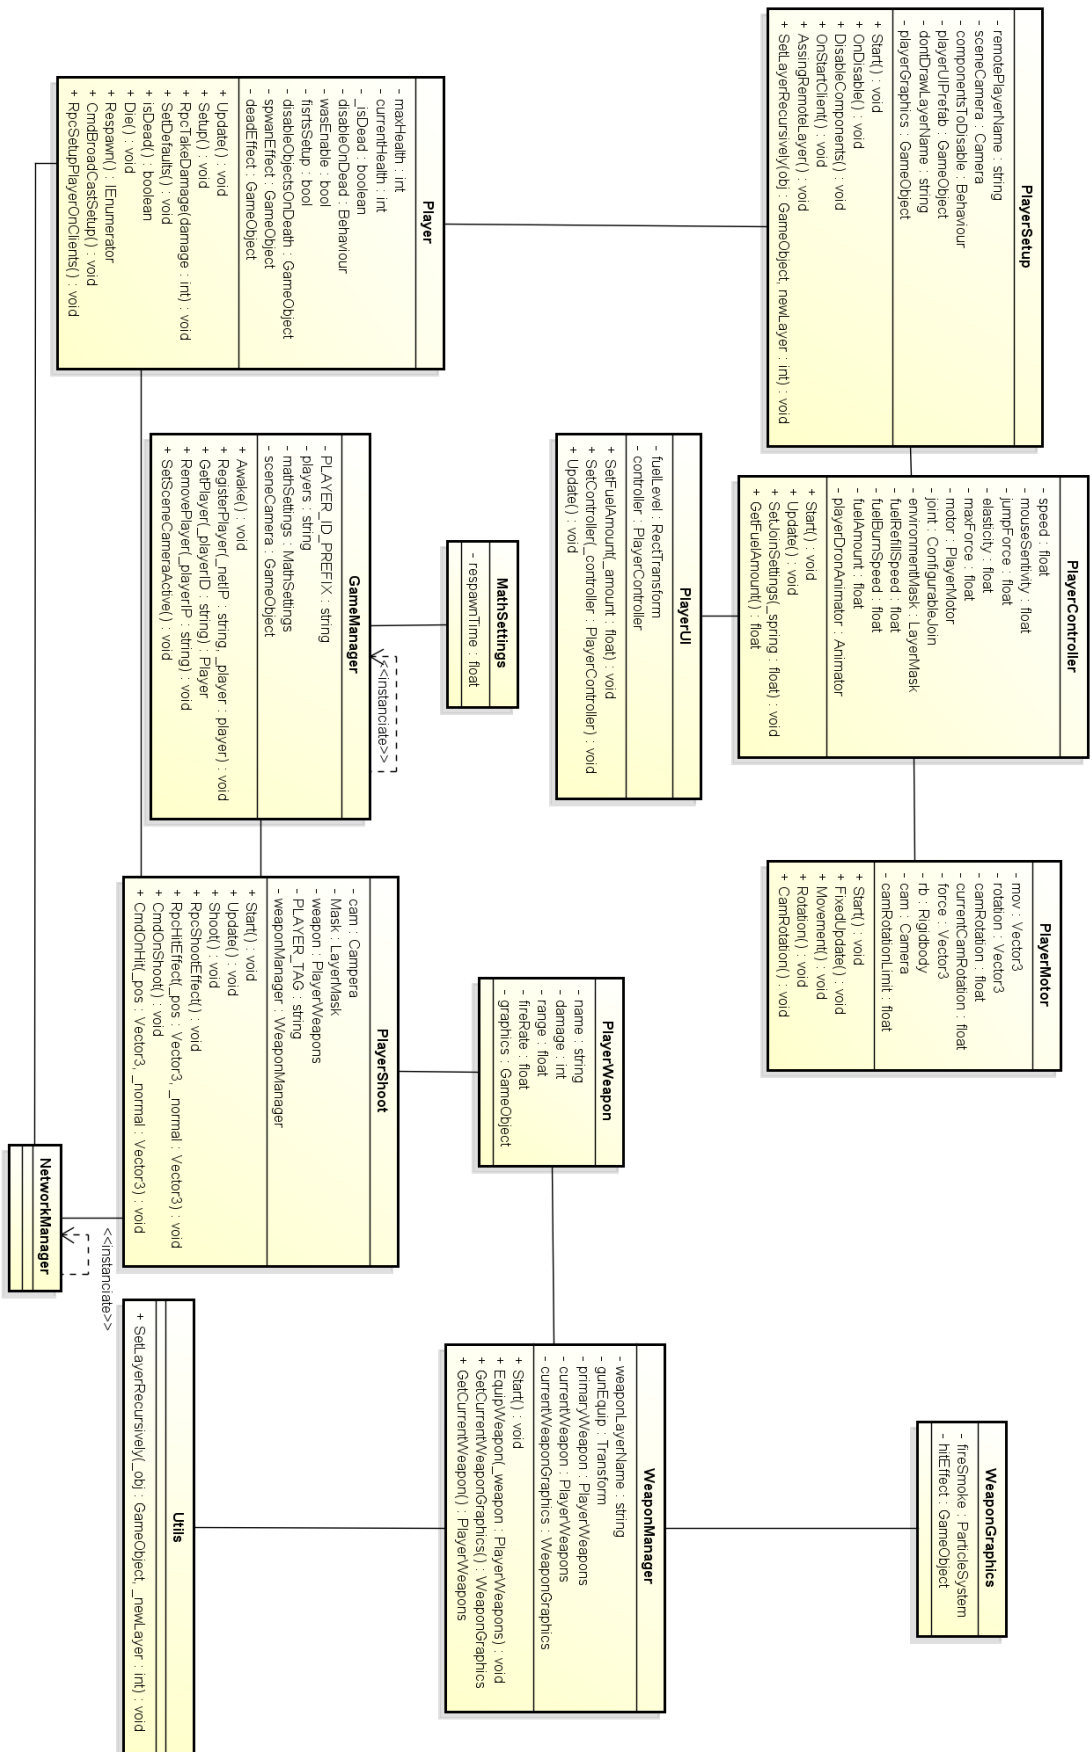 PlayerSetup
- remotePlayerName : string
- sceneCamera : Camera
- componentsToDisable : Behaviour
- playerUIPrefab : GameObject
- dontDrawLayerName : string
- playerGraphics : GameObject
+ Start() : void
+ OnDisable() : void
+ DisableComponents() : void
+ OnStartClient() : void
+ AssingRemoteLayer() : void
+ SetLayerRecursively(obj : GameObject, newLayer : int) : void
PlayerController
- speed : float
- mouseSentivity : float
- jumpForce : float
- elasticity : float
- maxForce : float
- motor : PlayerMotor
- joint : ConfigurableJoin
- environmentMask : LayerMask
- fuelRefillSpeed : float
- fuelBurnSpeed : float
- fuelAmount : float
- playerDronAnimator : Animator
+ Start() : void
+ Update() : void
+ SetJoinSettings(_spring : float) : void
+ GetFuelAmount() : float
PlayerMotor
- mov : Vector3
- rotation : Vector3
- camRotation : float
- currentCamRotation : float
- force : Vector3
- rb : Rigidbody
- cam : Camera
- camRotationLimit : float
+ Start() : void
+ FixedUpdate() : void
+ Movement() : void
+ Rotation() : void
+ CamRotation() : void
WeaponGraphics
- fireSmoke : ParticleSystem
- hitEffect : GameObject
PlayerUI
- fuelLevel : RectTransform
- controller : PlayerController
+ SetFuelAmount(_amount : float) : void
+ SetController(_controller : PlayerController) : void
+ Update() : void
Player
- maxHealth : int
- currentHealth : int
- _isDead : boolean
- disableOnDead : Behaviour
- wasEnable : bool
- fisrtsSetup : bool
- disableObjectsOnDeath : GameObject
- spwanEffect : GameObject
- deadEffect : GameObject
+ Update() : void
+ Setup() : void
+ RpcTakeDamage(damage : int) : void
+ SetDefaults() : void
+ isDead() : boolean
+ Die() : void
+ Respawn() : IEnumerator
+ CmdBroadCastSetup() : void
+ RpcSetupPlayerOnClients() : void
MathSettings
- respawnTime : float
GameManager
- PLAYER_ID_PREFIX : string
- players : string
- mathSettings : MathSettings
- sceneCamera : GameObject
+ Awake() : void
+ RegisterPlayer(_netIP : string, _player : player) : void
+ GetPlayer(_playerID : string) : Player
+ RemovePlayer(_playerIP : string) : void
+ SetSceneCameraActive() : void
<<instanciate>>
PlayerWeapon
- name : string
- damage : int
- range : float
- fireRate : float
- graphics : GameObject
WeaponManager
- weaponLayerName : string
- gunEquip : Transform
- primaryWeapon : PlayerWeapons
- currentWeapon : PlayerWeapons
- currentWeaponGraphics : WeaponGraphics
+ Start() : void
+ EquipWeapon(_weapon : PlayerWeapons) : void
+ GetCurrentWeaponGraphics() : WeaponGraphics
+ GetCurrentWeapon() : PlayerWeapons
PlayerShoot
- cam : Campera
- Mask : LayerMask
- weapon : PlayerWeapons
- PLAYER_TAG : string
- weaponManager : WeaponManager
+ Start() : void
+ Update() : void
+ Shoot() : void
+ RpcShootEffect() : void
+ RpcHitEffect(_pos : Vector3, _normal : Vector3) : void
+ CmdOnShoot() : void
+ CmdOnHit(_pos : Vector3, _normal : Vector3) : void
Utils
+ SetLayerRecursively(_obj : GameObject, _newLayer : int) : void
NetworkManager
<<instanciate>>